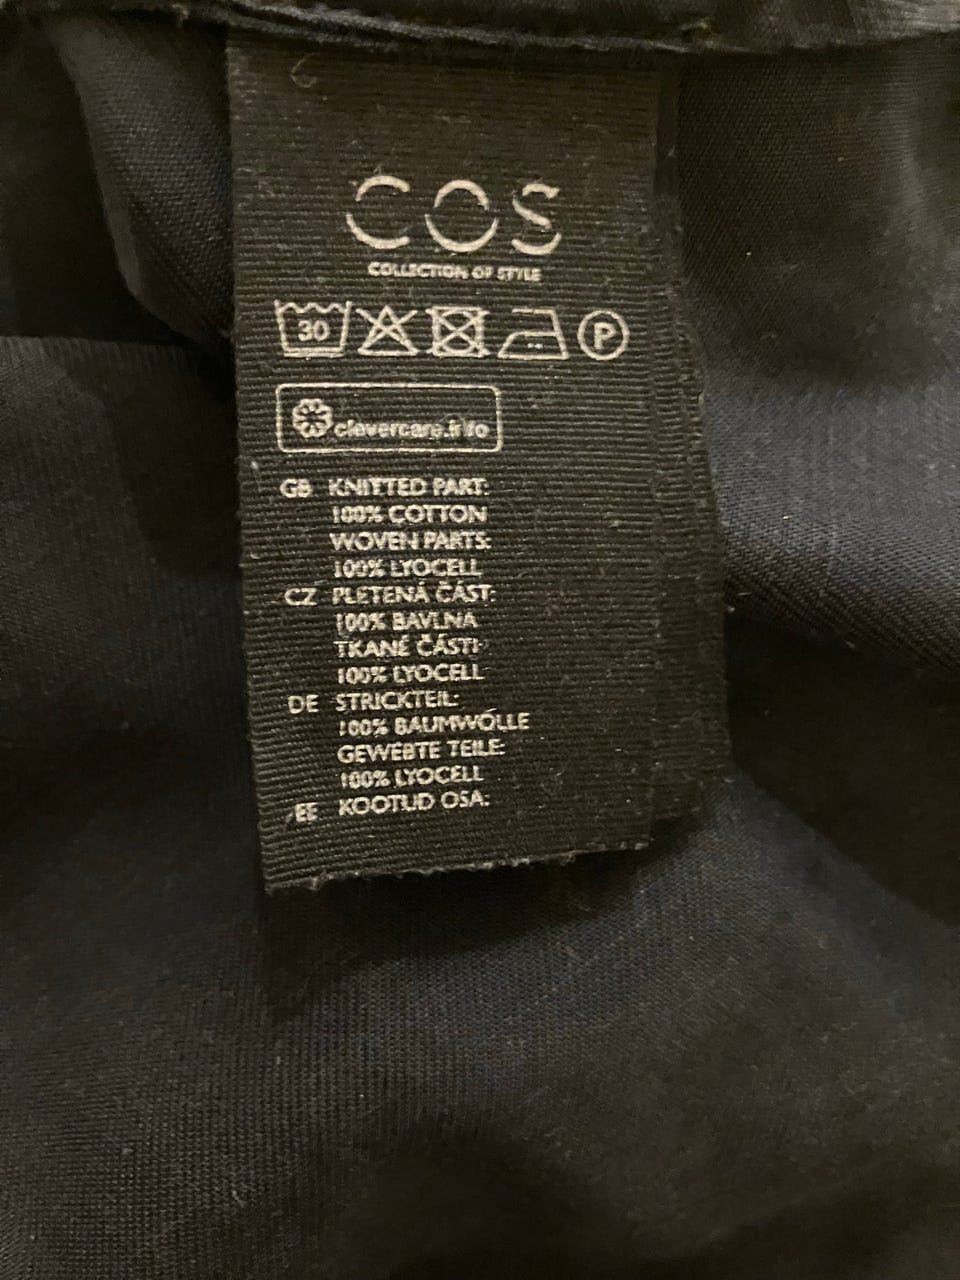 COS
COLLECTION OF STYLE
30 P
clevercare.info
GB KNITTED PART:
100% COTTON
WOVEN PARTS:
100% LYOCELL
CZ PLETENÁ ČÁST:
100% BAVLNA
TKANÉ ČÁSTI:
100% LYOCELL
DE STRICKTEIL:
100% BAUMWOLLE
GEWEBTE TEILE:
100% LYOCELL
EE KOOTUD OSA: